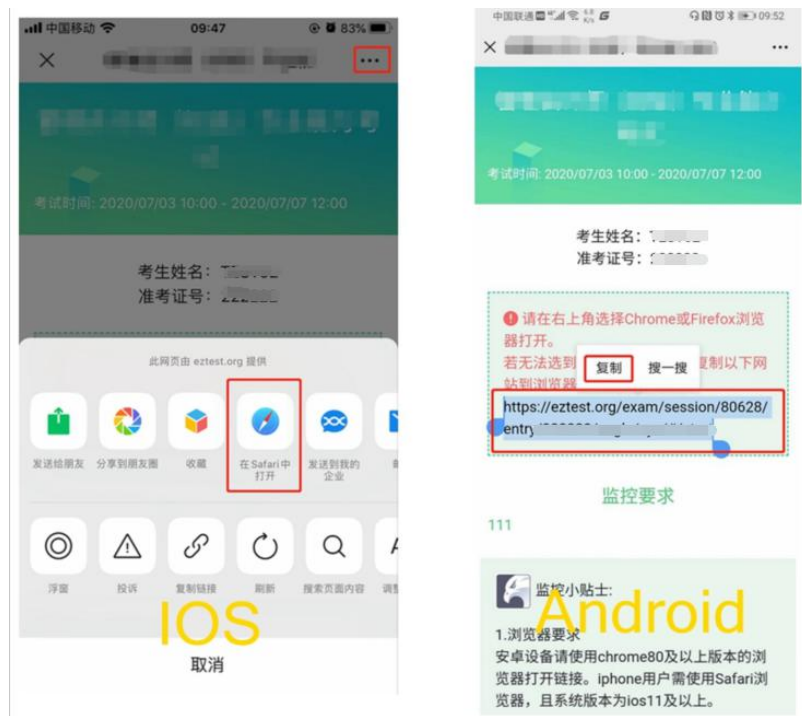 中国移动 09:47 83%
考试时间: 2020/07/03 10:00 - 2020/07/07 12:00
考生姓名：
准考证号：
此网页由 eztest.org 提供
发送给朋友 分享到朋友圈 收藏 在Safari中打开 发送到我的企业
浮窗 投诉 复制链接 刷新 搜索页面内容 调整
IOS
取消
中国联通 09:52
考试时间: 2020/07/03 10:00 - 2020/07/07 12:00
考生姓名：
准考证号：
请在右上角选择Chrome或Firefox浏览
器打开。
若无法选到 复制以下网
站到浏览器
复制 搜一搜
https://eztest.org/exam/session/80628/
entry
监控要求
111
监控小贴士:
Android
1.浏览器要求
安卓设备请使用chrome80及以上版本的浏
览器打开链接。iphone用户需使用Safari浏
览器，且系统版本为ios11及以上。